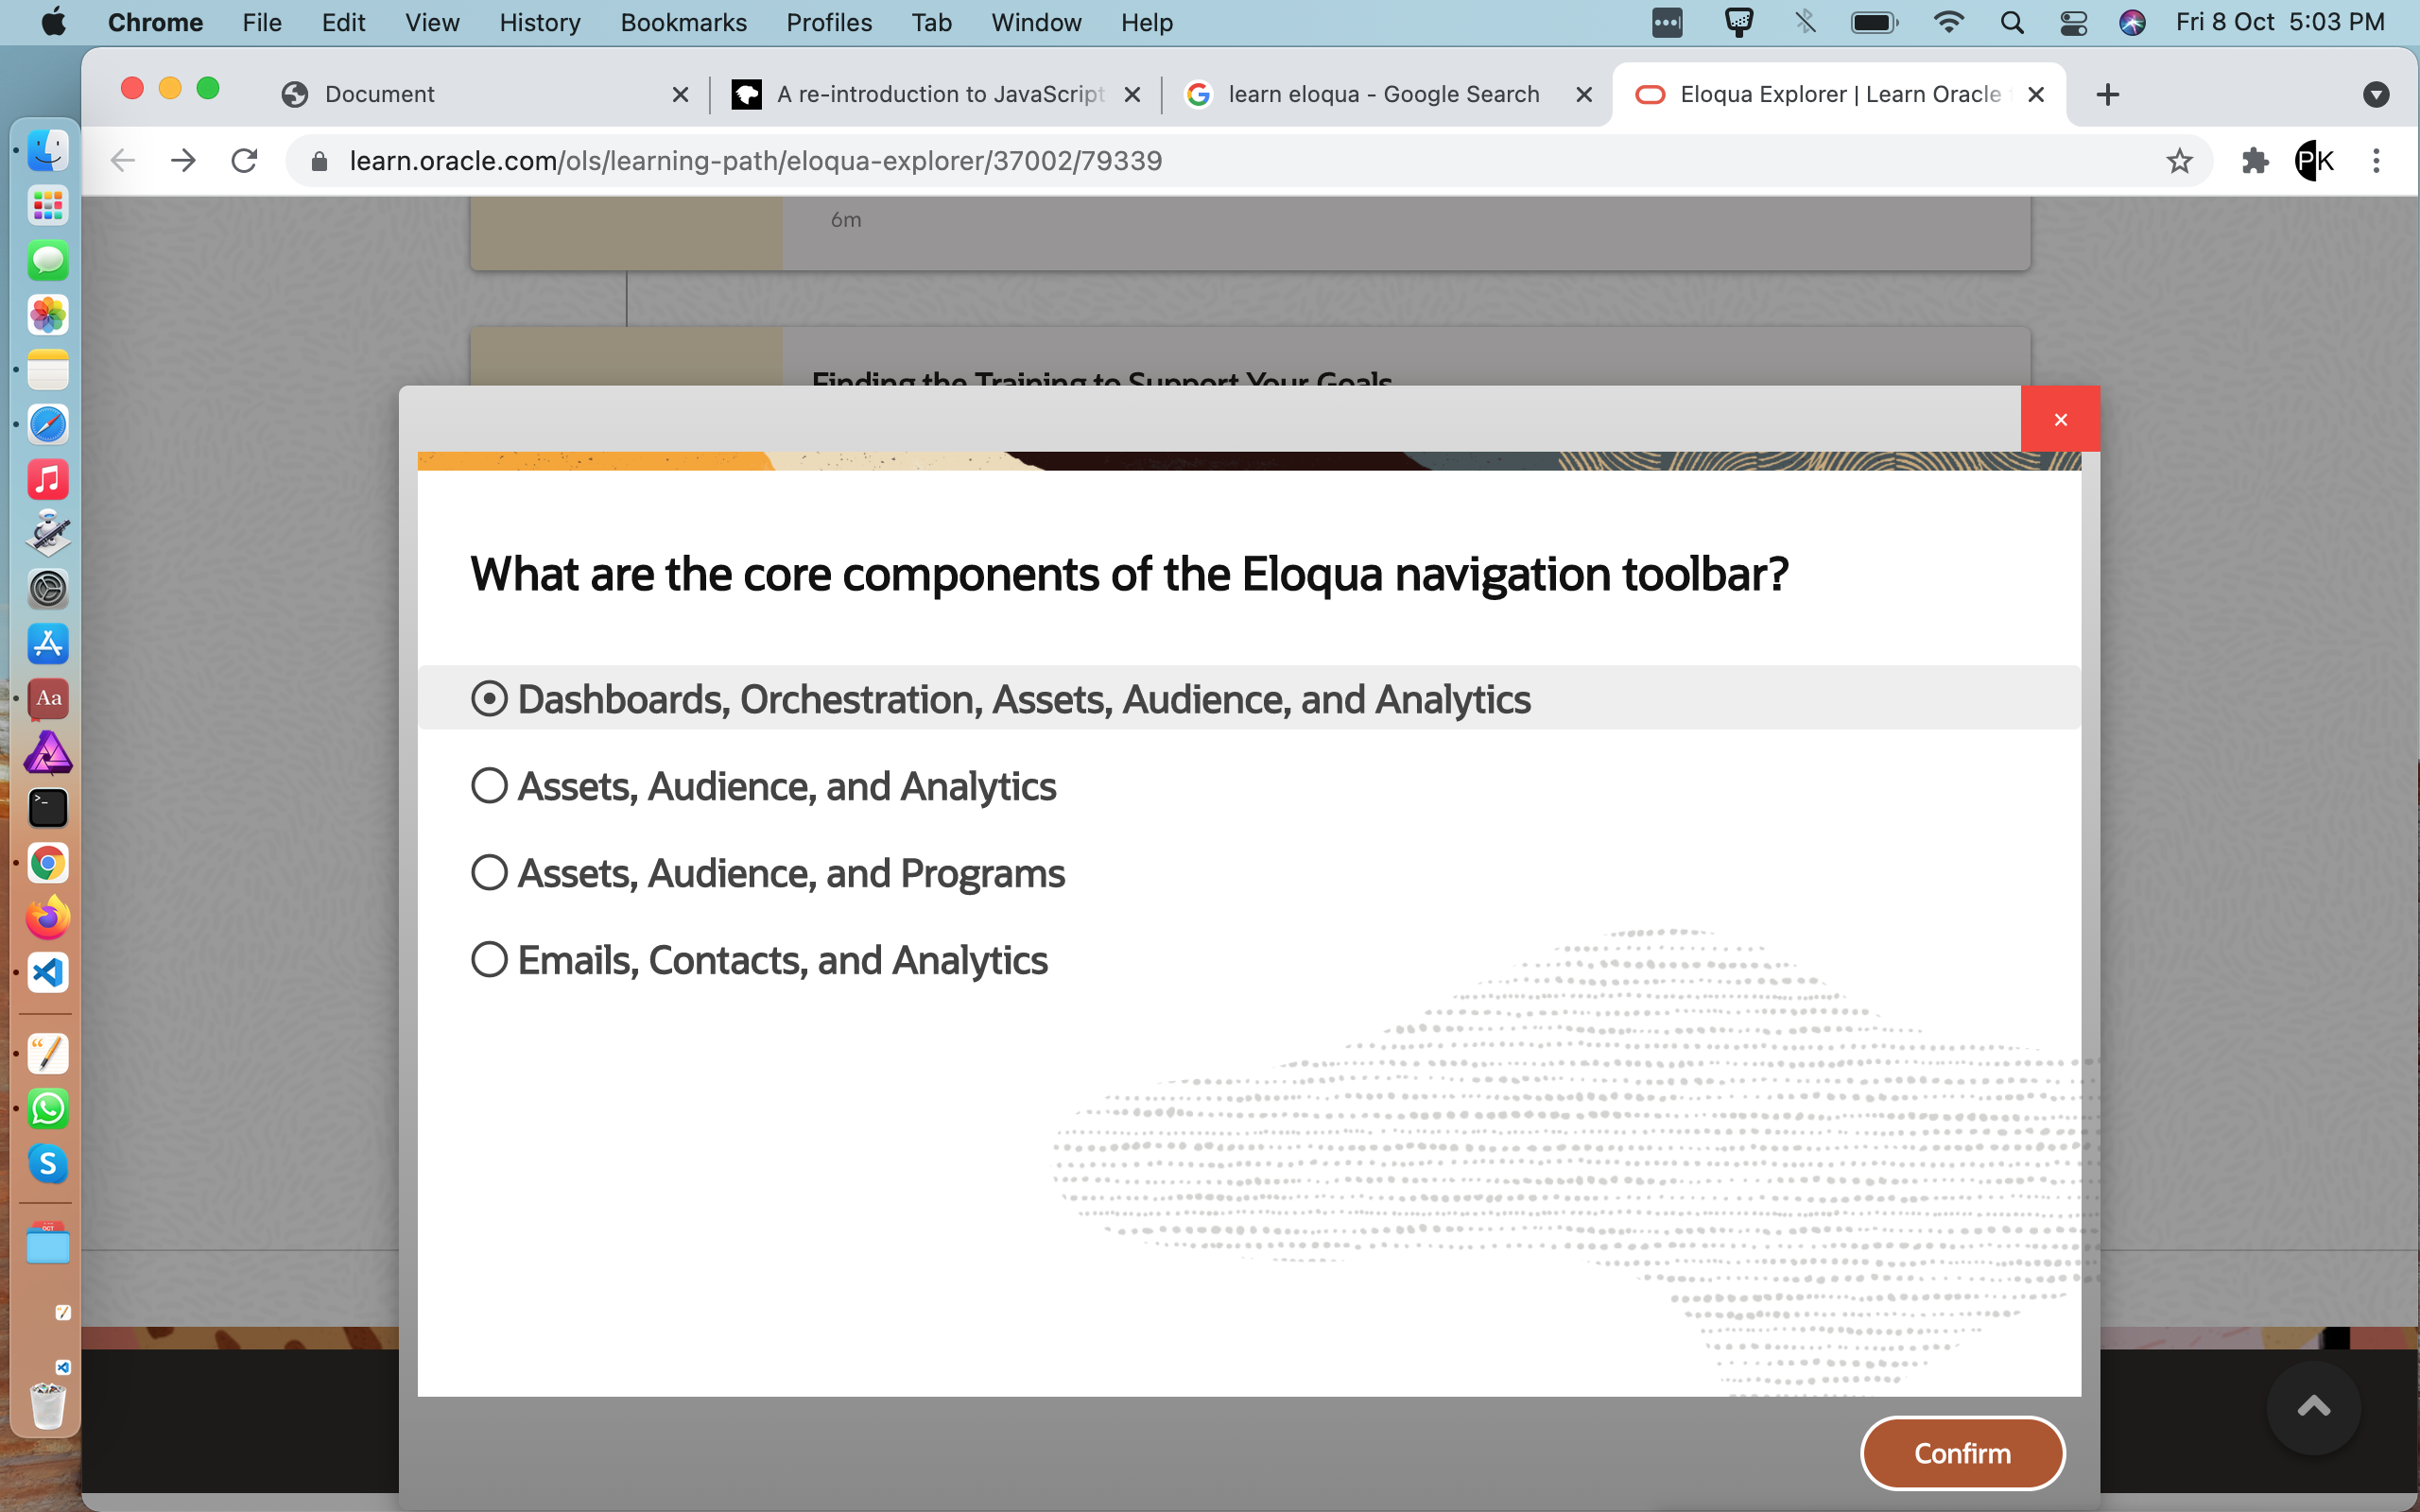 Chrome File Edit View History Bookmarks Profiles Tab Window Help Fri 8 Oct 5:03 PM
Document A re-introduction to JavaScript learn eloqua - Google Search Eloqua Explorer | Learn Oracle
learn.oracle.com/ols/learning-path/eloqua-explorer/37002/79339 PK
6m
Finding the Training to Support Your Goals
What are the core components of the Eloqua navigation toolbar?
Dashboards, Orchestration, Assets, Audience, and Analytics
Assets, Audience, and Analytics
Assets, Audience, and Programs
Emails, Contacts, and Analytics
Confirm
Aa
OCT